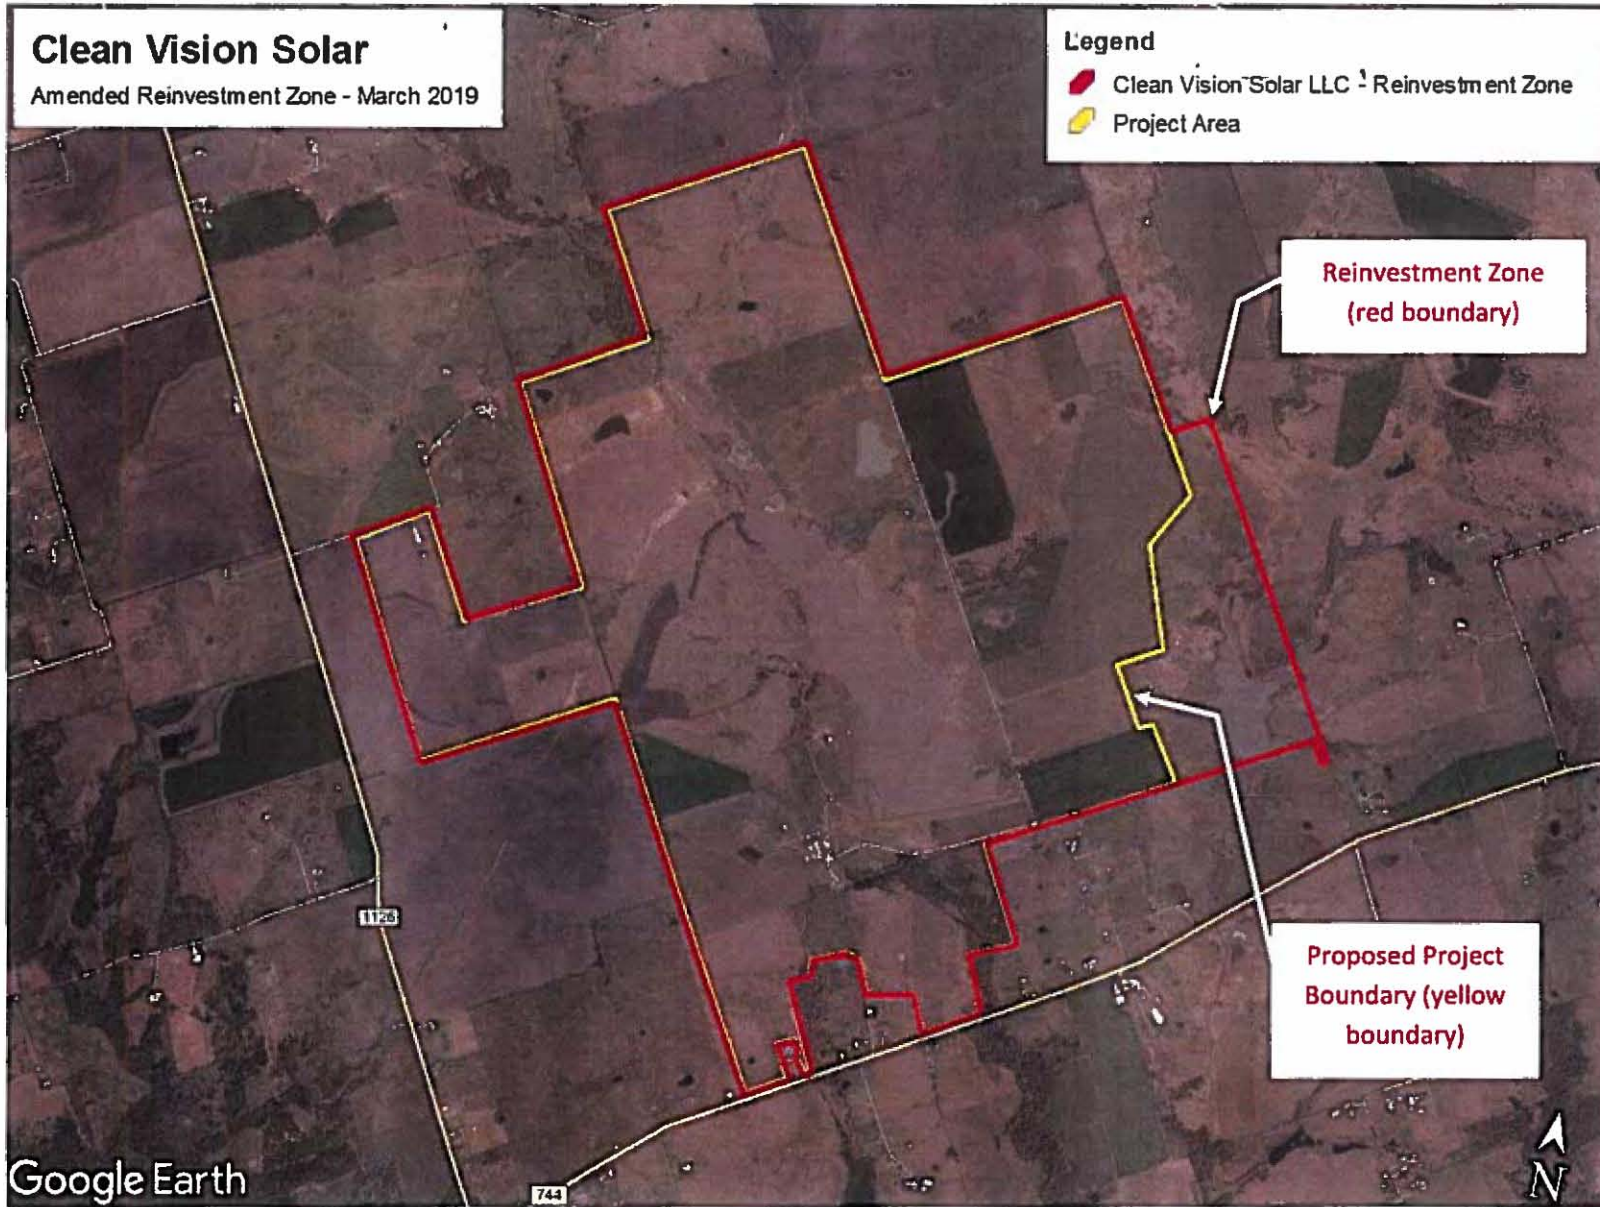 Clean Vision Solar
Amended Reinvestment Zone - March 2019
Legend
Clean Vision Solar LLC - Reinvestment Zone
Project Area
Reinvestment Zone
(red boundary)
Proposed Project
Boundary (yellow
boundary)
1126
744
Google Earth
N